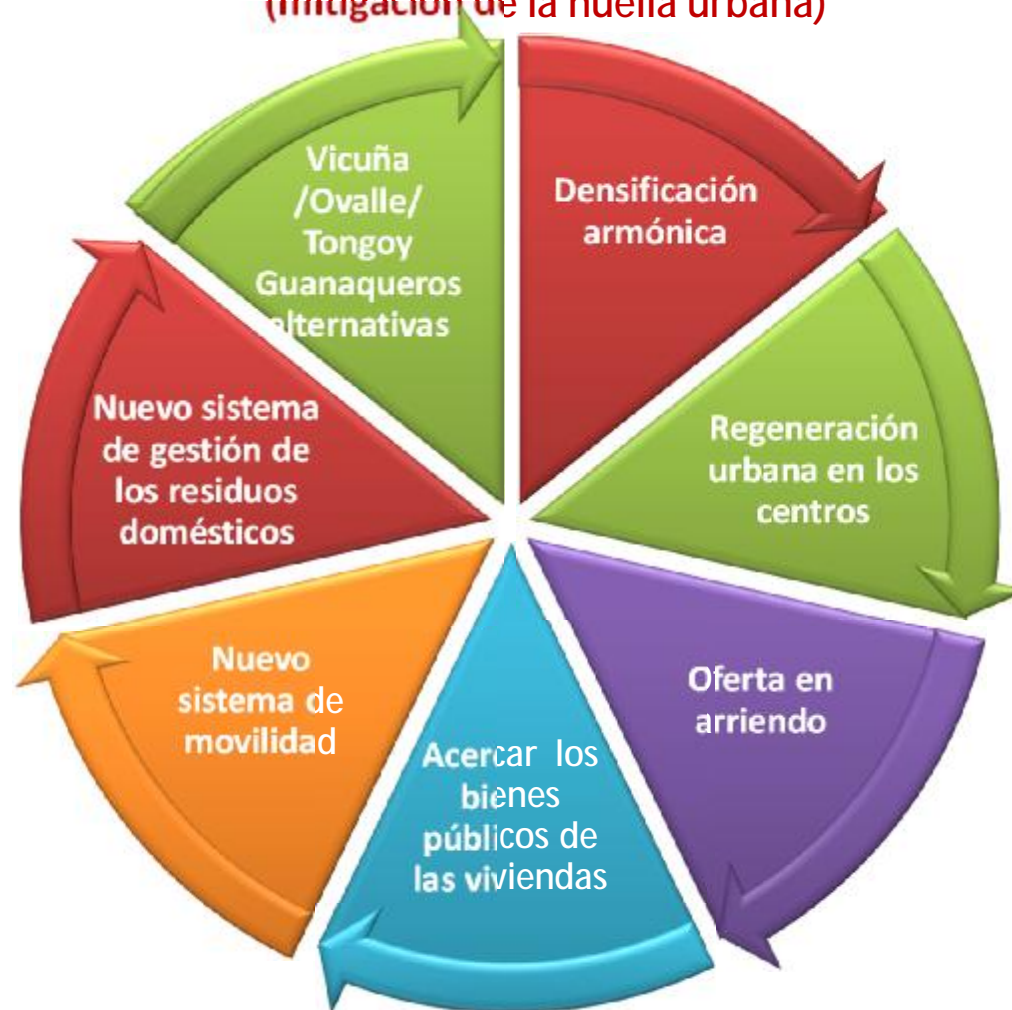 (mitigación de la huella urbana)
Densificación
armónica
Regeneración
urbana en los
centros
Oferta en
arriendo
Acercar los
bienes
públicos de
las viviendas
Nuevo
sistema de
movilidad
Nuevo sistema
de gestión de
los residuos
domésticos
Vicuña
/Ovalle/
Tongoy
Guanaqueros
alternativas